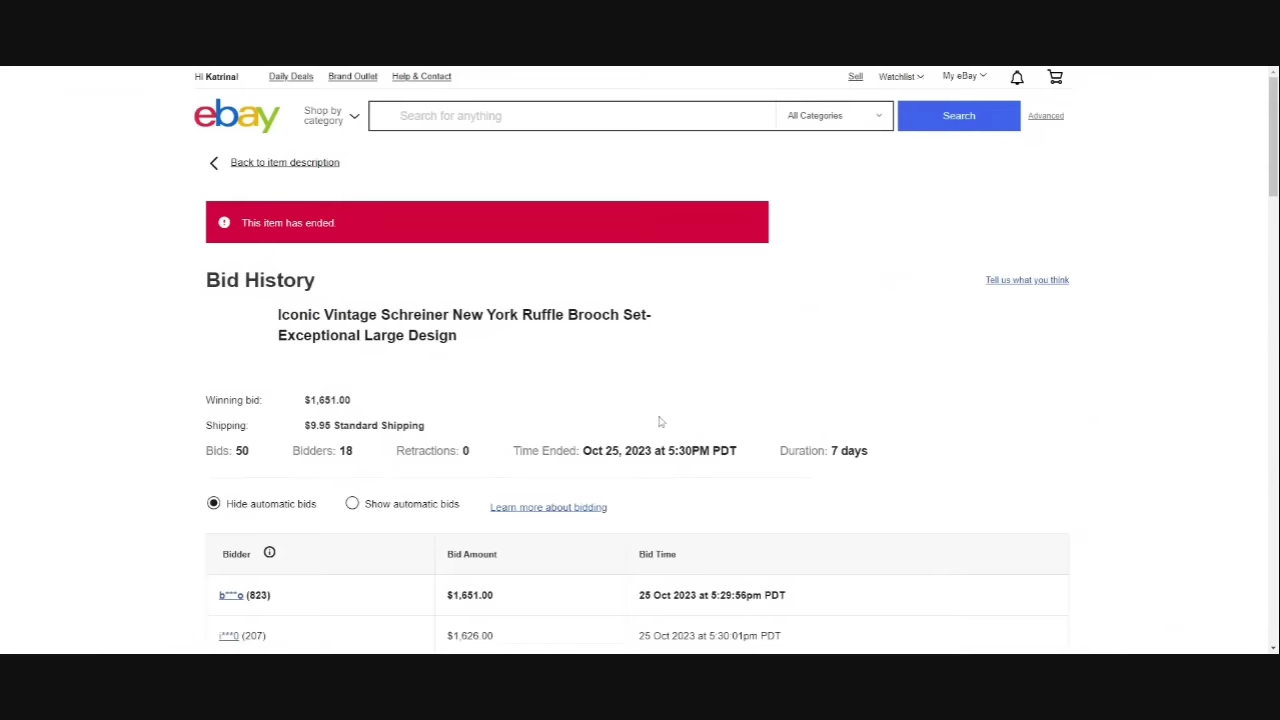 Hi Katrina! Daily Deals Brand Outlet Help & Contact Sell Watchlist My eBay
ebay Shop by category Search for anything All Categories Search Advanced
Back to item description
This item has ended.
Bid History Tell us what you think
Iconic Vintage Schreiner New York Ruffle Brooch Set-
Exceptional Large Design
Winning bid: $1,651.00
Shipping: $9.95 Standard Shipping
Bids: 50 Bidders: 18 Retractions: 0 Time Ended: Oct 25, 2023 at 5:30PM PDT Duration: 7 days
Hide automatic bids Show automatic bids Learn more about bidding
Bidder Bid Amount Bid Time
b***o (823) $1,651.00 25 Oct 2023 at 5:29:56pm PDT
i***0 (207) $1,626.00 25 Oct 2023 at 5:30:01pm PDT